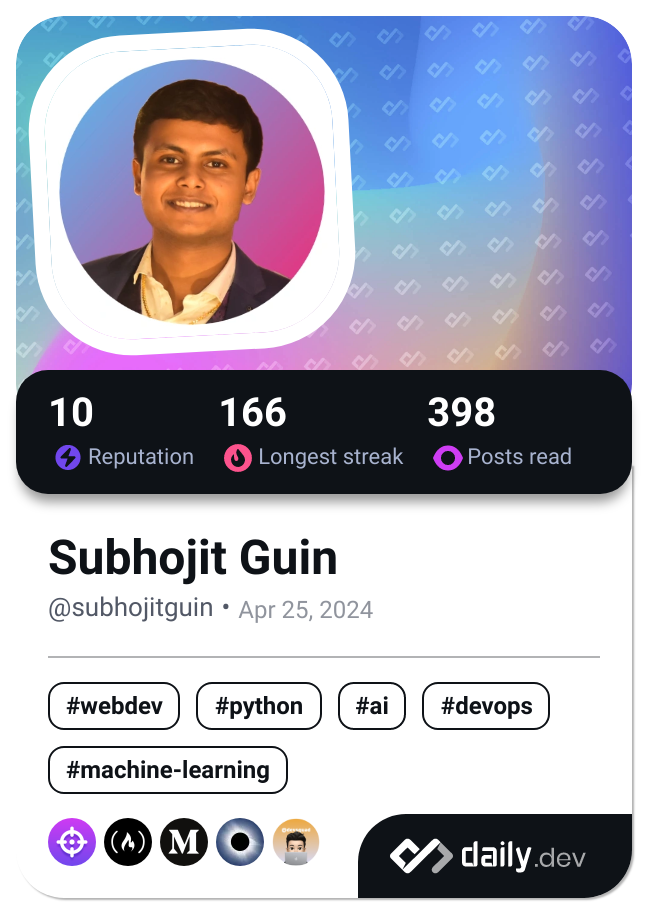 10 166 398
Reputation Longest streak Posts read
Subhojit Guin
@subhojitguin • Apr 25, 2024
#webdev #python #ai #devops
#machine-learning
M
daily.dev